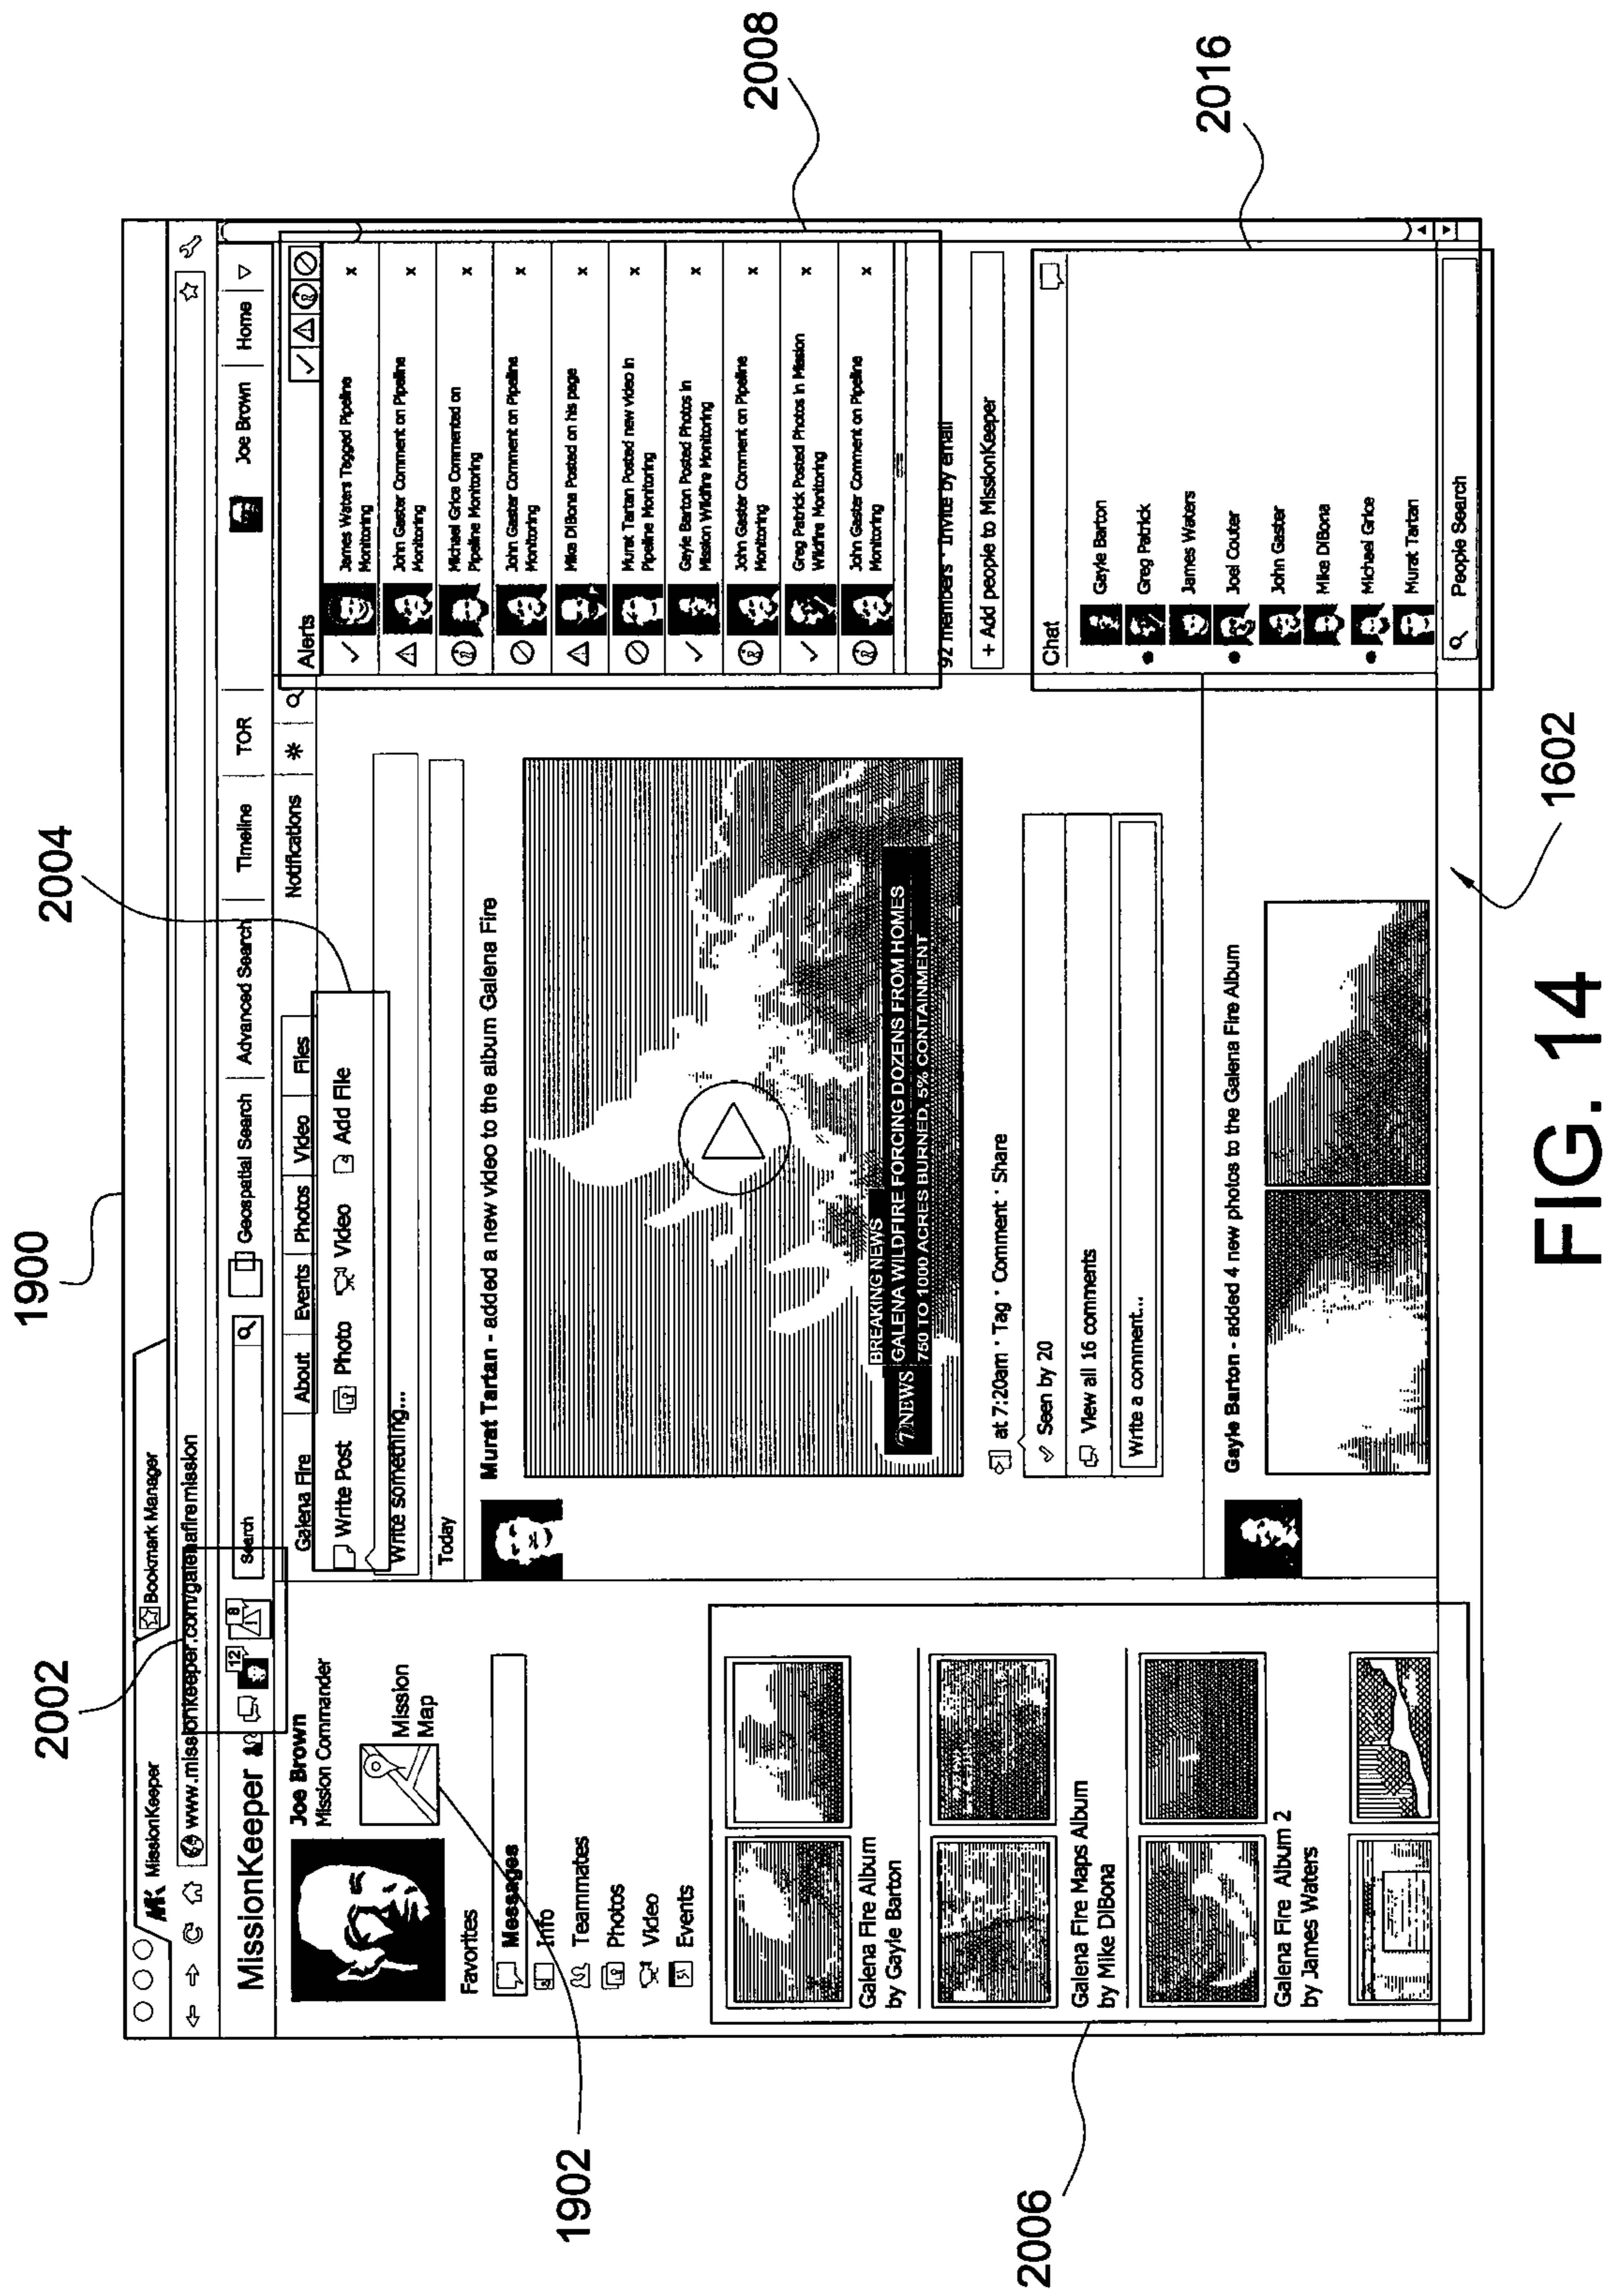 1900
2002
2004
2008
2016
1902
2006
1602
MissionKeeper
Bookmark Manager
www.missionkeeper.com/galenafiremission
MissionKeeper
12
8
Search
Geospatial Search
Advanced Search
Timeline
TOR
Joe Brown
Home
Joe Brown
Mission Commander
Mission
Map
Favorites
Messages
Info
Teammates
Photos
Video
Events
31
Galena Fire Album
by Gayle Barton
Galena Fire Maps Album
by Mike DiBona
Galena Fire Album 2
by James Waters
Galena Fire
About
Events
Photos
Video
Files
Notifications
Write Post
Photo
Video
Add File
Write something...
Today
Murat Tartan - added a new video to the album Galena Fire
BREAKING NEWS
7NEWS
GALENA WILDFIRE FORCING DOZENS FROM HOMES
750 TO 1000 ACRES BURNED, 5% CONTAINMENT
at 7:20am · Tag · Comment · Share
Seen by 20
View all 16 comments
Write a comment...
Gayle Barton - added 4 new photos to the Galena Fire Album
Alerts
James Waters Tagged Pipeline
Monitoring
x
John Gaster Comment on Pipeline
Monitoring
x
Michael Grice Commented on
Pipeline Monitoring
x
John Gaster Comment on Pipeline
Monitoring
x
Mike DiBona Posted on his page
x
Murat Tartan Posted new video in
Pipeline Monitoring
x
Gayle Barton Posted Photos in
Mission Wildfire Monitoring
x
John Gaster Comment on Pipeline
Monitoring
x
Greg Patrick Posted Photos in Mission
Wildfire Monitoring
x
John Gaster Comment on Pipeline
Monitoring
x
92 members · Invite by email
+ Add people to MissionKeeper
Chat
Gayle Barton
Greg Patrick
James Waters
Joel Couter
John Gaster
Mike DiBona
Michael Grice
Murat Tartan
People Search
FIG. 14